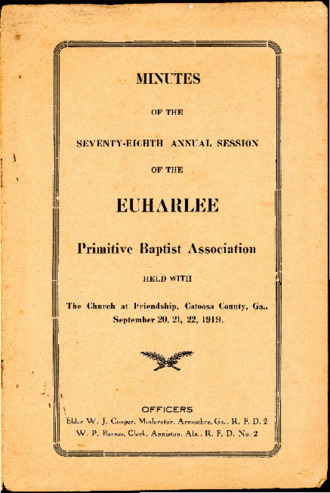 MINUTES
OF THE
SEVENTY-EIGHTH ANNUAL SESSION
OF THE
EUHARLEE
Primitive Baptist Association
HELD WITH
The Church at Friendship, Catoosa County, Ga.,
September 20, 21, 22, 1919.
OFFICERS
Elder W. J. Cooper, Moderator, Armuchee, Ga., R. F. D. 2
W. P. Barnes, Clerk, Anniston, Ala., R. F. D. No. 2